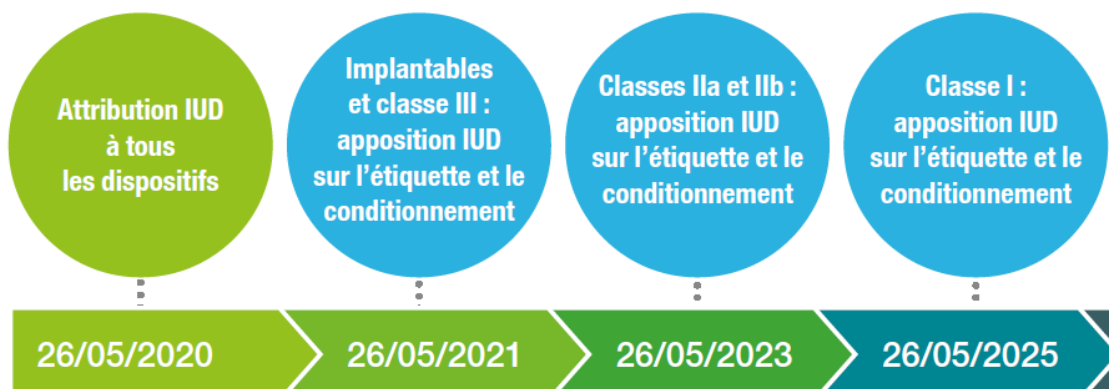 Attribution IUD
à tous
les dispositifs
Implantables
et classe III :
apposition IUD
sur l'étiquette et le
conditionnement
Classes IIa et IIb :
apposition IUD
sur l'étiquette et le
conditionnement
Classe I :
apposition IUD
sur l'étiquette et le
conditionnement
26/05/2020
26/05/2021
26/05/2023
26/05/2025